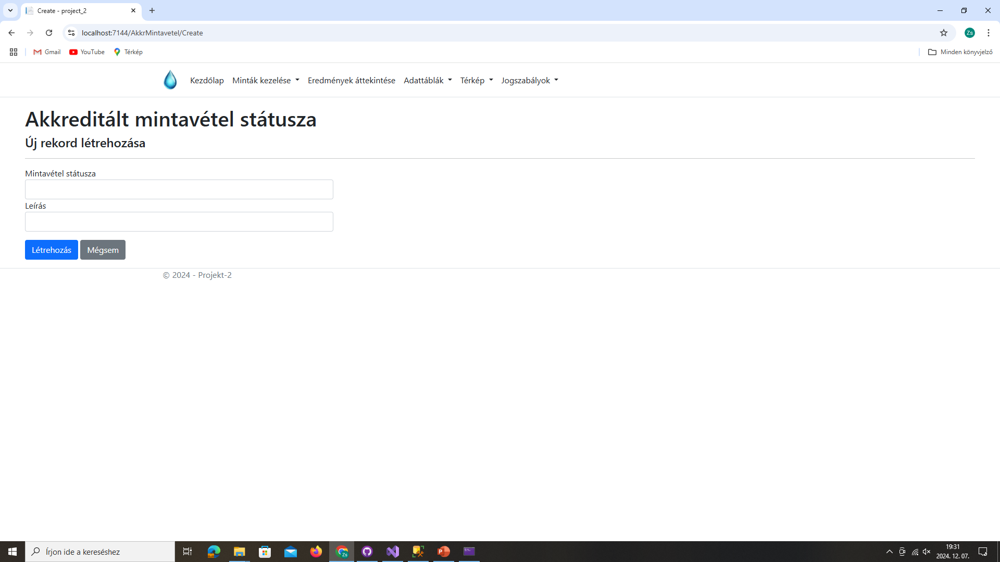 Create - project_2
localhost:7144/AkkrMintavetel/Create
Zs
Gmail
YouTube
Térkép
Minden könyvjelző
Kezdőlap
Minták kezelése
Eredmények áttekintése
Adattáblák
Térkép
Jogszabályok
Akkreditált mintavétel státusza
Új rekord létrehozása
Mintavétel státusza
Leírás
Létrehozás
Mégsem
© 2024 - Projekt-2
Írjon ide a kereséshez
Zs
19:31
2024. 12. 07.